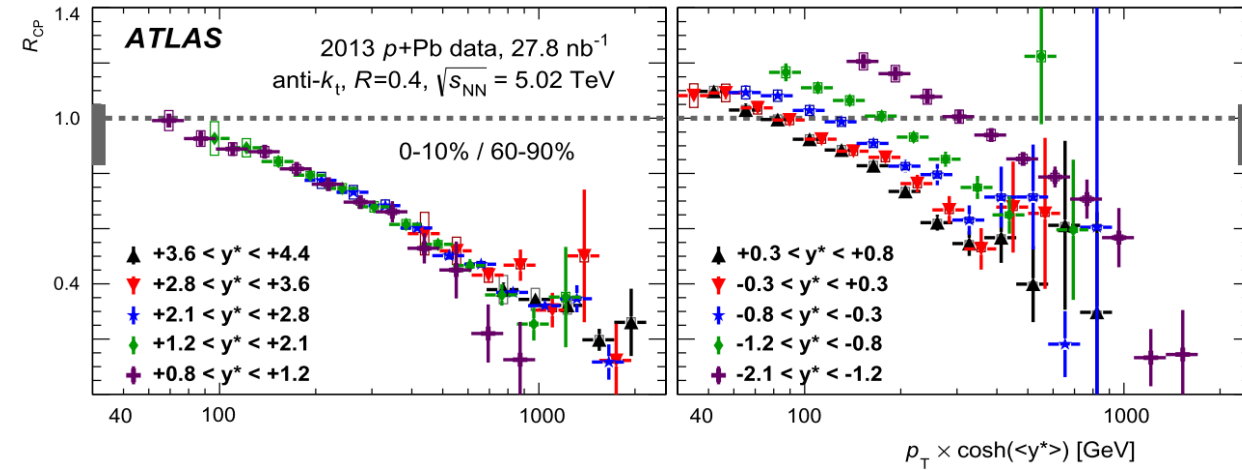 R_CP
1.4
1.0
0.4
ATLAS
2013 p+Pb data, 27.8 nb⁻¹
anti-kₜ, R=0.4, √s_NN = 5.02 TeV
0-10% / 60-90%
+3.6 < y* < +4.4
+2.8 < y* < +3.6
+2.1 < y* < +2.8
+1.2 < y* < +2.1
+0.8 < y* < +1.2
40 100 1000
+0.3 < y* < +0.8
-0.3 < y* < +0.3
-0.8 < y* < -0.3
-1.2 < y* < -0.8
-2.1 < y* < -1.2
40 100 1000
p_T × cosh(<y*>) [GeV]